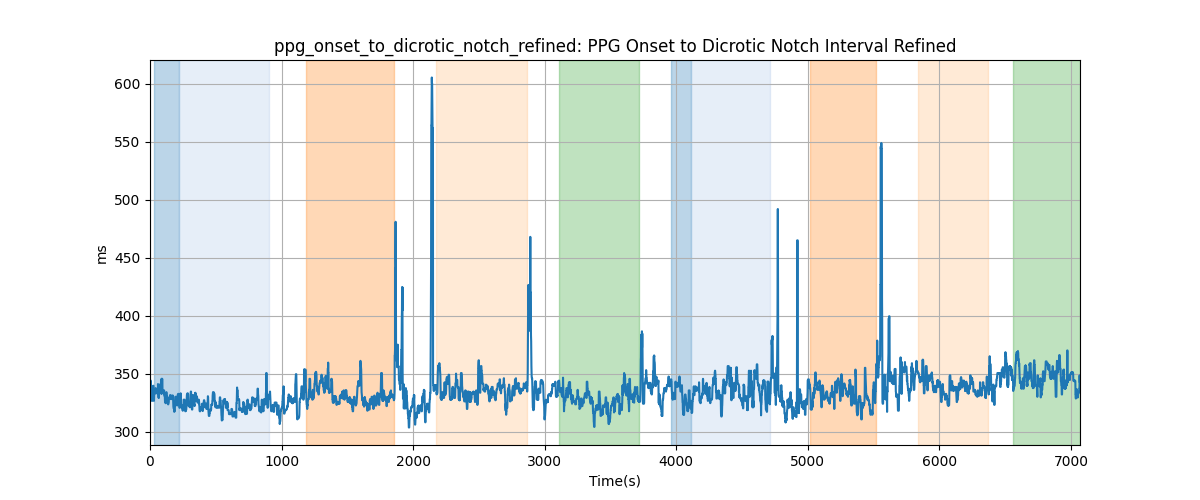 ppg_onset_to_dicrotic_notch_refined: PPG Onset to Dicrotic Notch Interval Refined
600
550
500
450
400
350
300
ms
0 1000 2000 3000 4000 5000 6000 7000
Time(s)